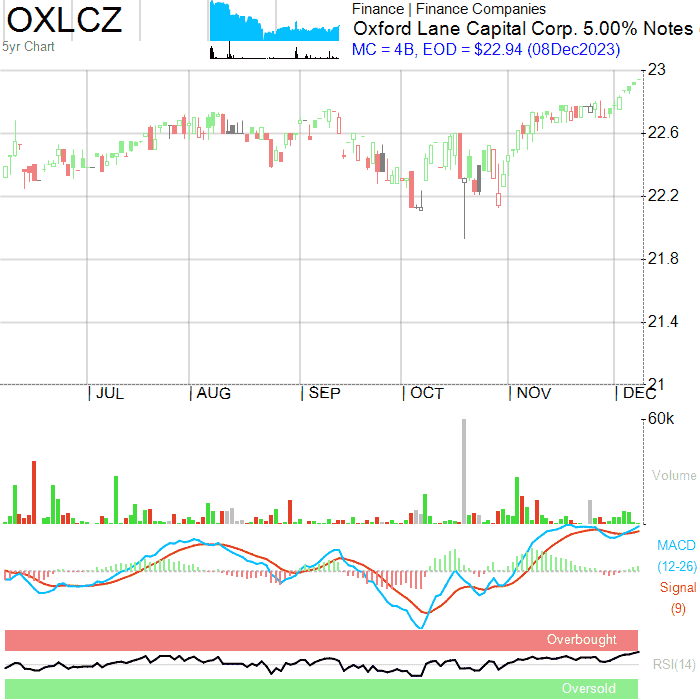 OXLCZ
5yr Chart
Finance | Finance Companies
Oxford Lane Capital Corp. 5.00% Notes
MC = 4B, EOD = $22.94 (08Dec2023)
23
22.6
22.2
21.8
21.4
21
JUL AUG SEP OCT NOV DEC
60k
Volume
MACD
(12-26)
Signal
(9)
Overbought
RSI(14)
Oversold